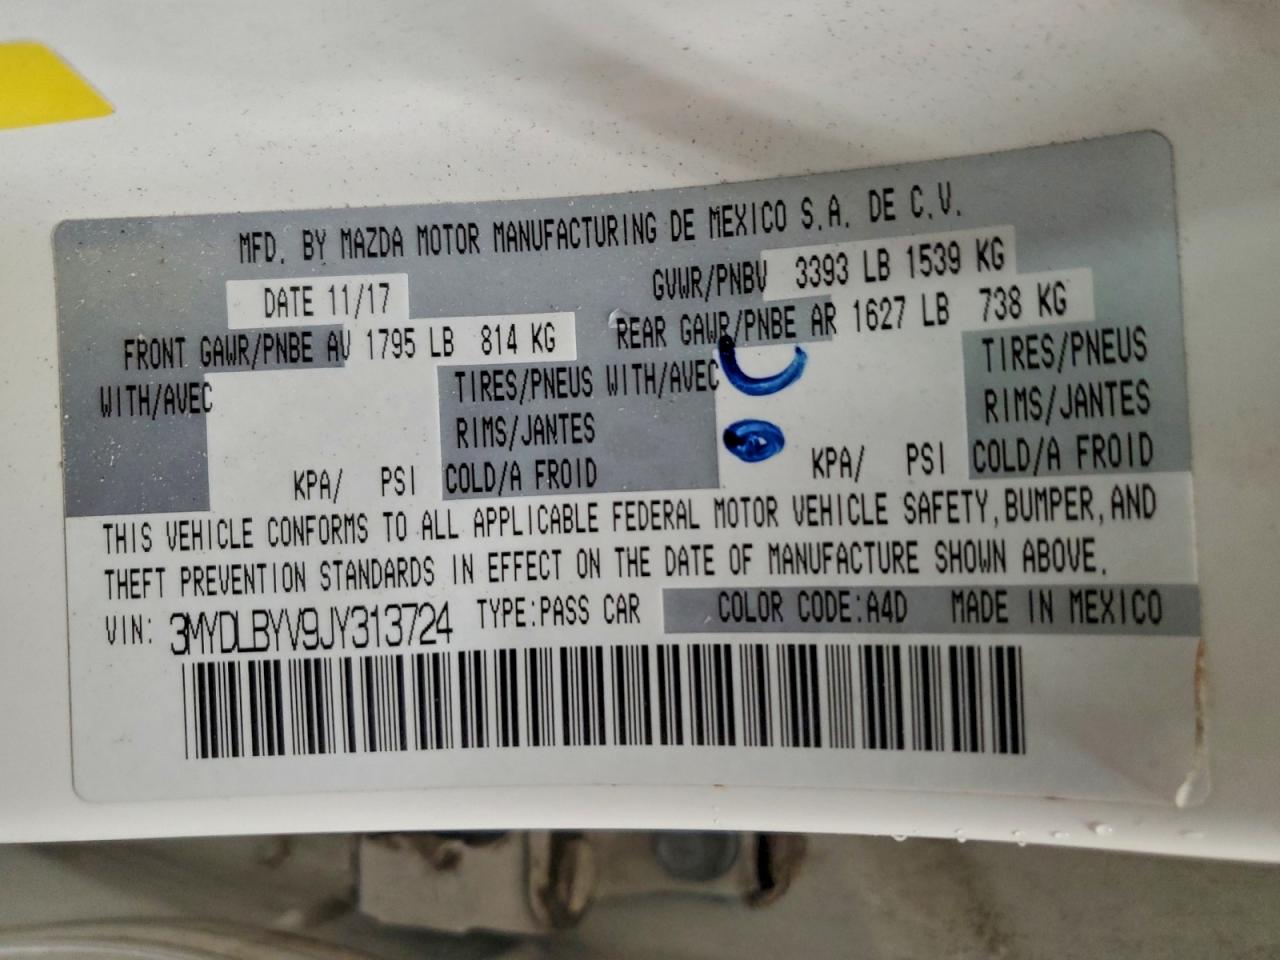 MFD. BY MAZDA MOTOR MANUFACTURING DE MEXICO S.A. DE C.V.
DATE 11/17 GVWR/PNBV 3393 LB 1539 KG
FRONT GAWR/PNBE AV 1795 LB 814 KG REAR GAWR/PNBE AR 1627 LB 738 KG
WITH/AVEC TIRES/PNEUS WITH/AVEC TIRES/PNEUS
RIMS/JANTES RIMS/JANTES
KPA/ PSI COLD/A FROID KPA/ PSI COLD/A FROID
THIS VEHICLE CONFORMS TO ALL APPLICABLE FEDERAL MOTOR VEHICLE SAFETY, BUMPER, AND
THEFT PREVENTION STANDARDS IN EFFECT ON THE DATE OF MANUFACTURE SHOWN ABOVE.
VIN: 3MYDLBYV9JY313724 TYPE:PASS CAR COLOR CODE:A4D MADE IN MEXICO